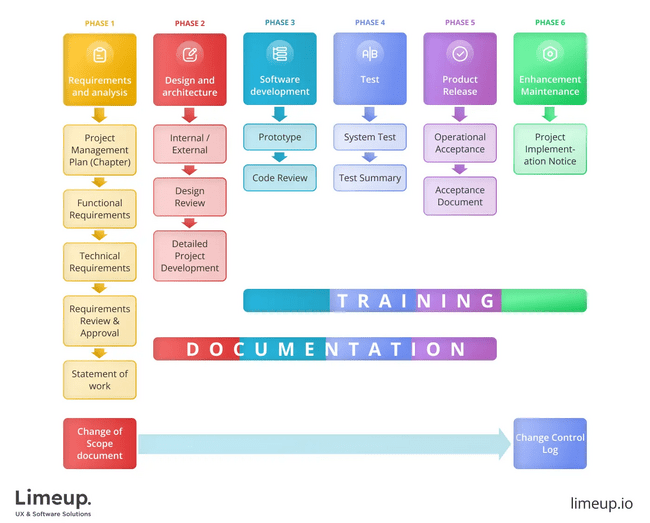 PHASE 1
PHASE 2
PHASE 3
PHASE 4
PHASE 5
PHASE 6
Requirements
and analysis
Design and
architecture
Software
development
A|B
Test
Product
Release
Enhancement
Maintenance
Project
Management
Plan (Chapter)
Functional
Requirements
Technical
Requirements
Requirements
Review &
Approval
Statement of
work
Internal /
External
Design
Review
Detailed
Project
Development
Prototype
Code Review
System Test
Test Summary
Operational
Acceptance
Acceptance
Document
Project
Implement-
ation Notice
TRAINING
DOCUMENTATION
Change of
Scope
document
Change Control
Log
Limeup.
UX & Software Solutions
limeup.io